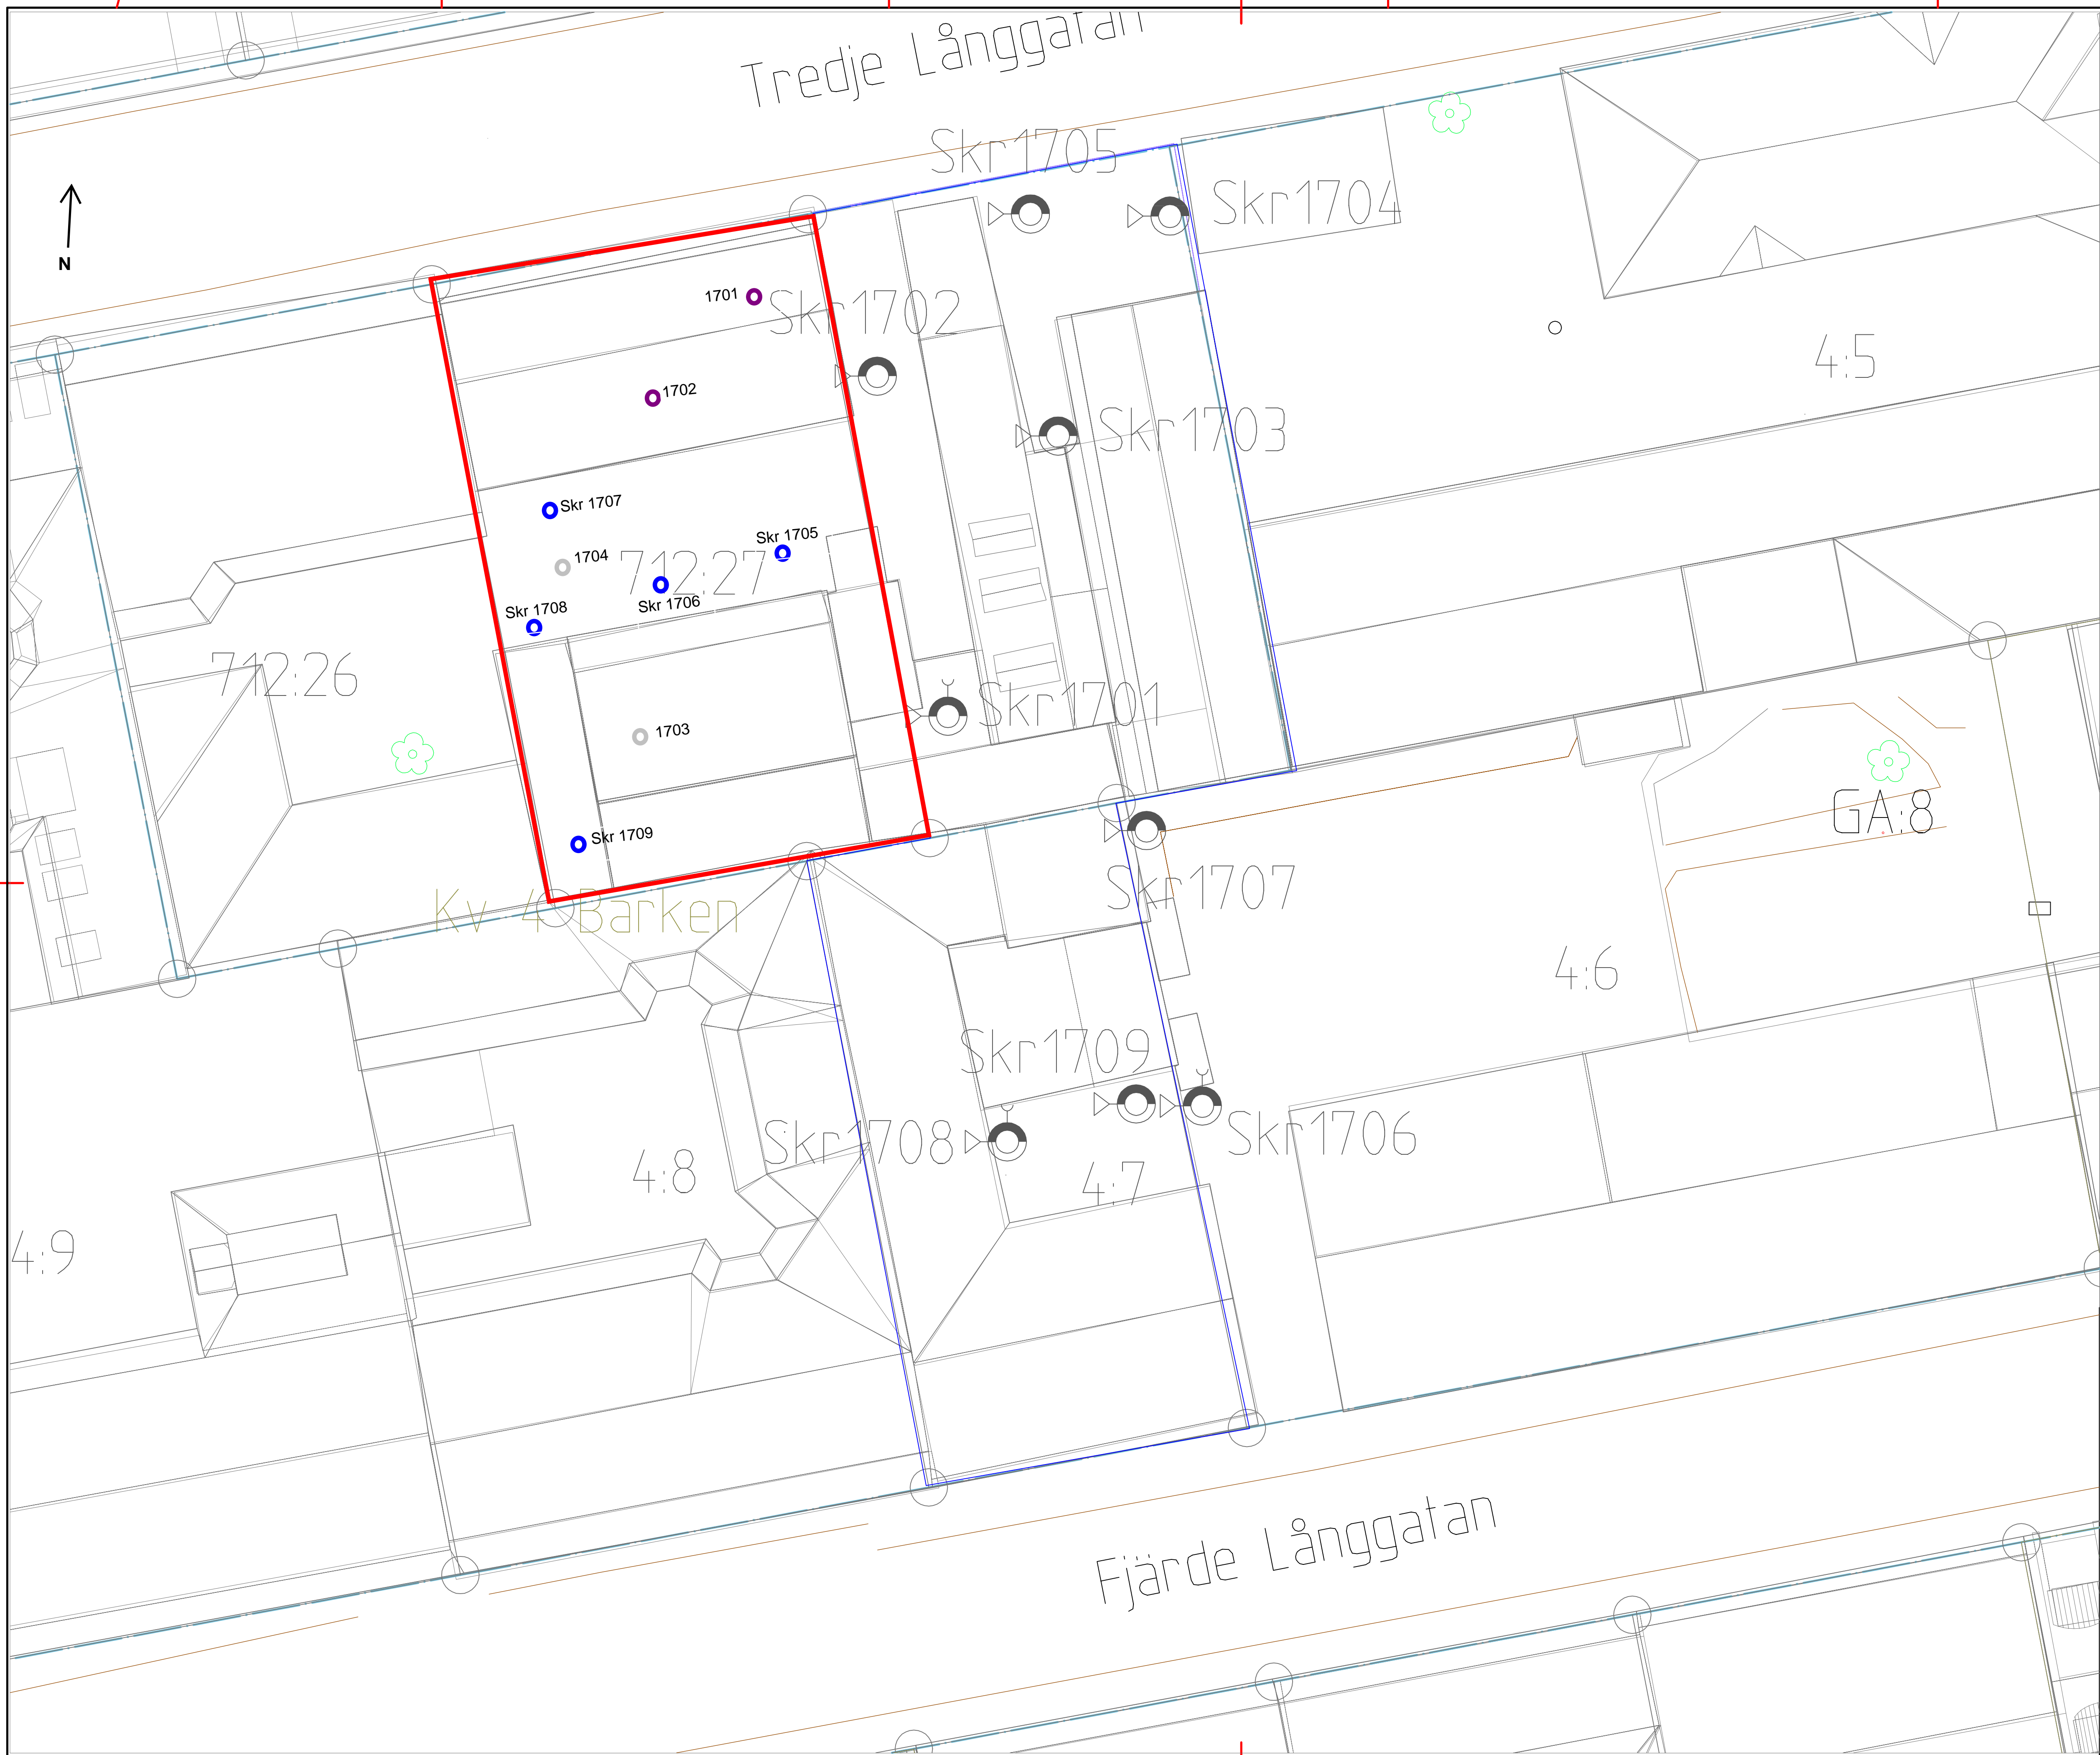 Tredje Långgatan
Skr1705
Skr1704
N
1701
Skr1702
4:5
1702
Skr1703
Skr 1707
Skr 1705
1704
712:27
Skr 1706
Skr 1708
712:26
Skr1701
1703
GA:8
Skr 1709
Skr1707
Kv 4 Barken
4:6
Skr1709
Skr1708
Skr1706
4:8
4:7
4:9
Fjärde Långgatan